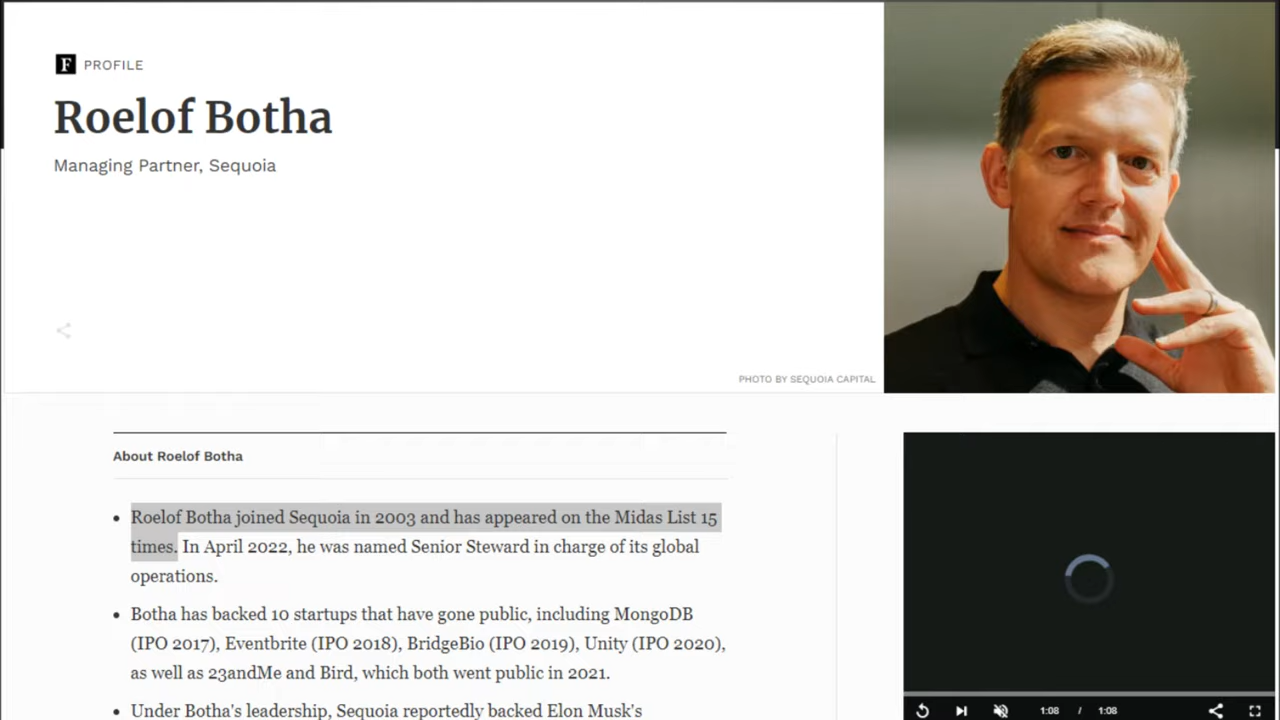 F PROFILE
Roelof Botha
Managing Partner, Sequoia
PHOTO BY SEQUOIA CAPITAL
About Roelof Botha
• Roelof Botha joined Sequoia in 2003 and has appeared on the Midas List 15
times. In April 2022, he was named Senior Steward in charge of its global
operations.
• Botha has backed 10 startups that have gone public, including MongoDB
(IPO 2017), Eventbrite (IPO 2018), BridgeBio (IPO 2019), Unity (IPO 2020),
as well as 23andMe and Bird, which both went public in 2021.
• Under Botha's leadership, Sequoia reportedly backed Elon Musk's
1:08 / 1:08